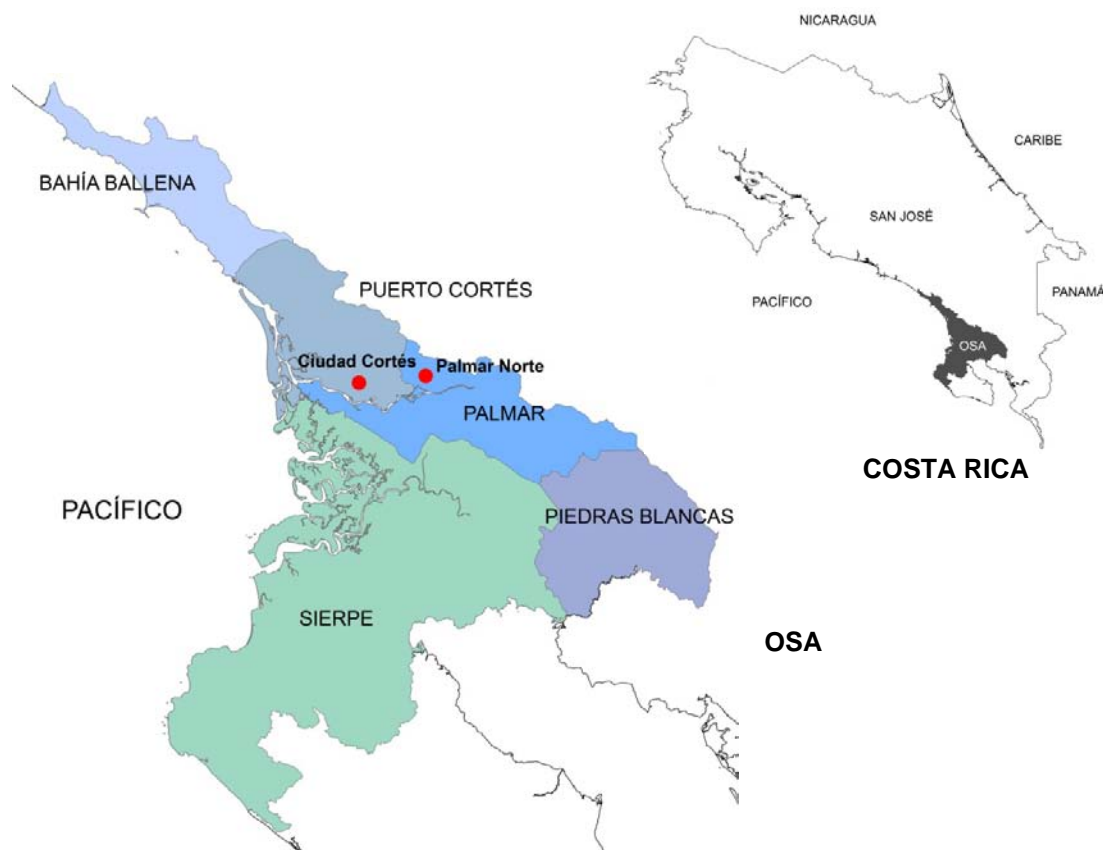 NICARAGUA
CARIBE
SAN JOSÉ
PACÍFICO
PANAMÁ
OSA
COSTA RICA
BAHÍA BALLENA
PUERTO CORTÉS
Ciudad Cortés
Palmar Norte
PALMAR
PACÍFICO
PIEDRAS BLANCAS
SIERPE
OSA